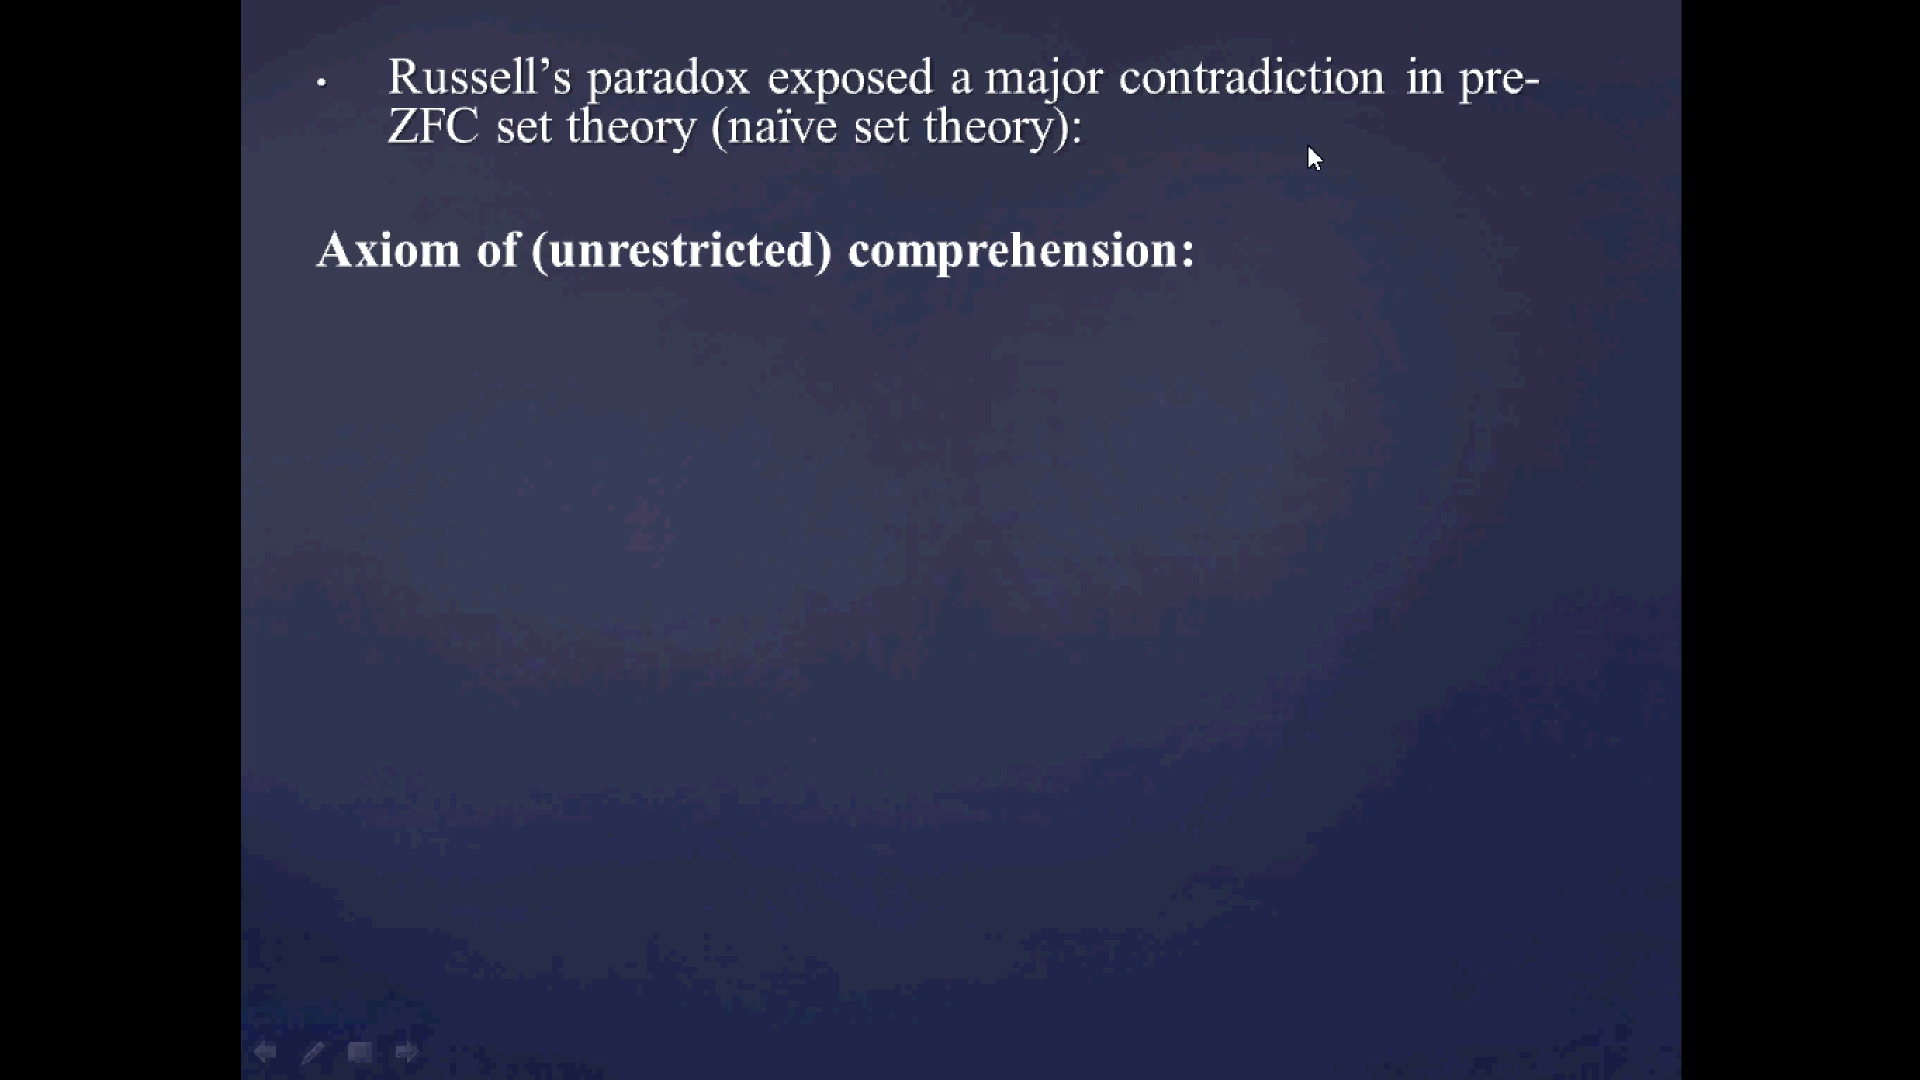 • Russell’s paradox exposed a major contradiction in pre-
ZFC set theory (naïve set theory):
Axiom of (unrestricted) comprehension: